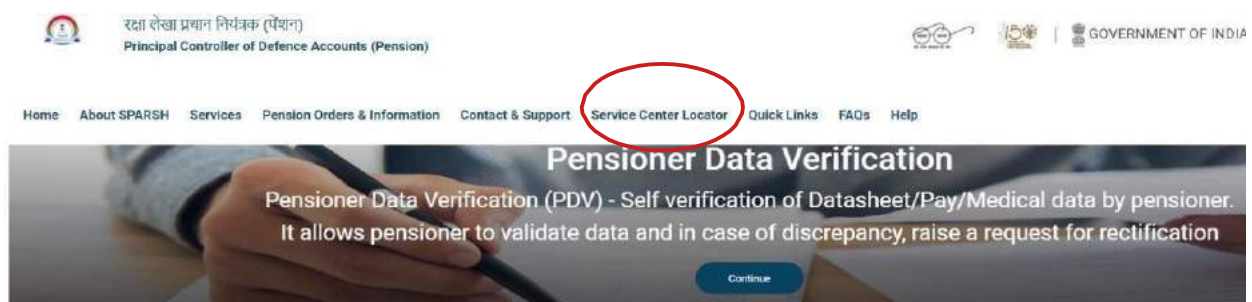 रक्षा लेखा प्रधान नियंत्रक (पेंशन)
Principal Controller of Defence Accounts (Pension)
GOVERNMENT OF INDIA
Home About SPARSH Services Pension Orders & Information Contact & Support Service Center Locator Quick Links FAQs Help
Pensioner Data Verification
Pensioner Data Verification (PDV) - Self verification of Datasheet/Pay/Medical data by pensioner.
It allows pensioner to validate data and in case of discrepancy, raise a request for rectification
Continue